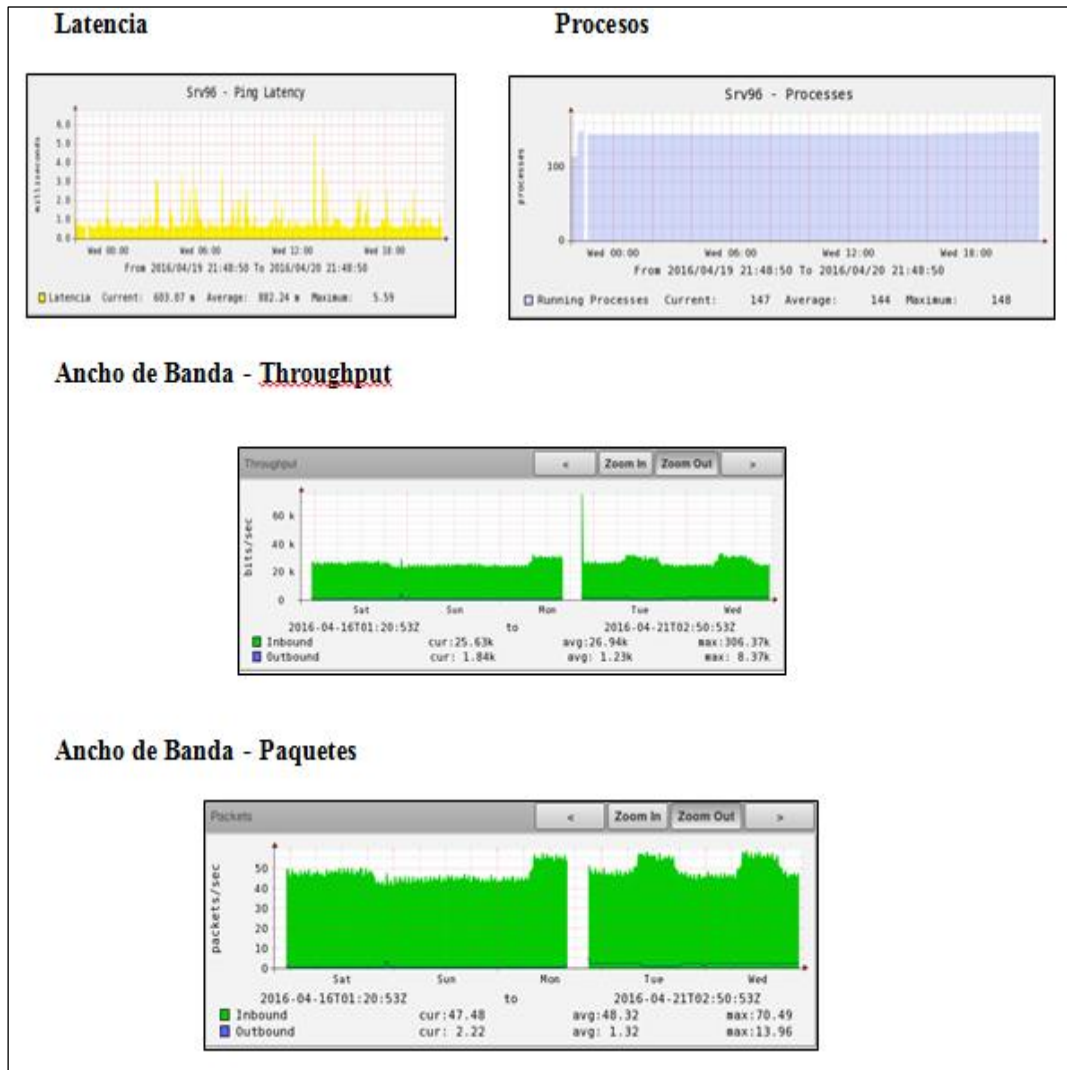 Latencia
Procesos
Srv96 - Ping Latency
milliseconds
6.0
5.0
4.0
3.0
2.0
1.0
0.0
Wed 00:00 Wed 06:00 Wed 12:00 Wed 18:00
From 2016/04/19 21:48:50 To 2016/04/20 21:48:50
Latencia Current: 603.07 m Average: 802.24 m Maximum: 5.59
Srv96 - Processes
processes
100
0
Wed 00:00 Wed 06:00 Wed 12:00 Wed 18:00
From 2016/04/19 21:48:50 To 2016/04/20 21:48:50
Running Processes Current: 147 Average: 144 Maximum: 148
Ancho de Banda - Throughput
Throughput < Zoom In Zoom Out >
bits/sec
60 k
40 k
20 k
0
Sat Sun Mon Tue Wed
2016-04-16T01:20:53Z to 2016-04-21T02:50:53Z
Inbound cur:25.63k avg:26.94k max:306.37k
Outbound cur: 1.84k avg: 1.23k max: 8.37k
Ancho de Banda - Paquetes
Packets < Zoom In Zoom Out >
packets/sec
50
40
30
20
10
0
Sat Sun Mon Tue Wed
2016-04-16T01:20:53Z to 2016-04-21T02:50:53Z
Inbound cur:47.48 avg:48.32 max:70.49
Outbound cur: 2.22 avg: 1.32 max:13.96